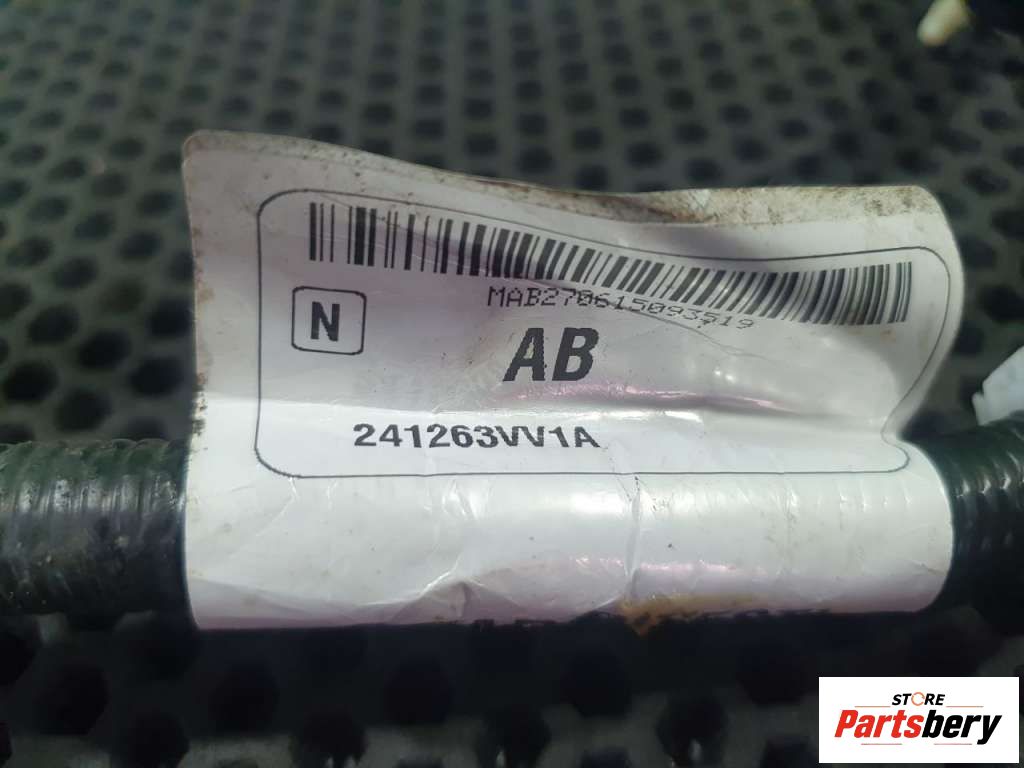 MAB270615093519
N
AB
241263VV1A
STORE
Partsbery